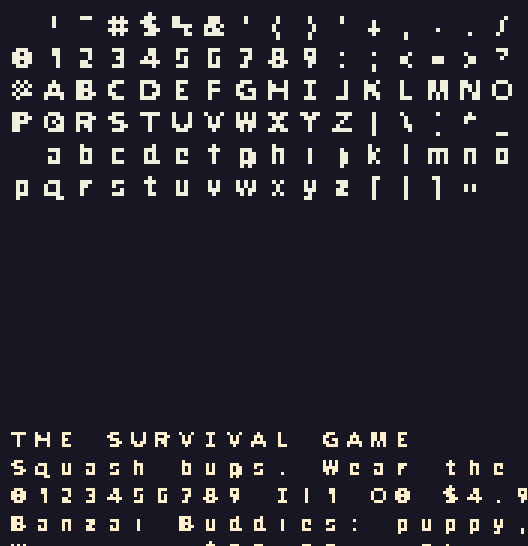 ' ¯ # $ % & ' ( ) ' + , - . /
0 1 2 3 4 5 6 7 8 9 : ; < = > ?
※ A B C D E F G H I J K L M N O
P Q R S T U V W X Y Z | \ : ^ _
a b c d e f g h i j k l m n o
p q r s t u v w x y z [ | ] "
THE SURVIVAL GAME
Squash bugs. Wear the
0123456789 Il1 O0 $4.9
Banzai Buddies: puppy,